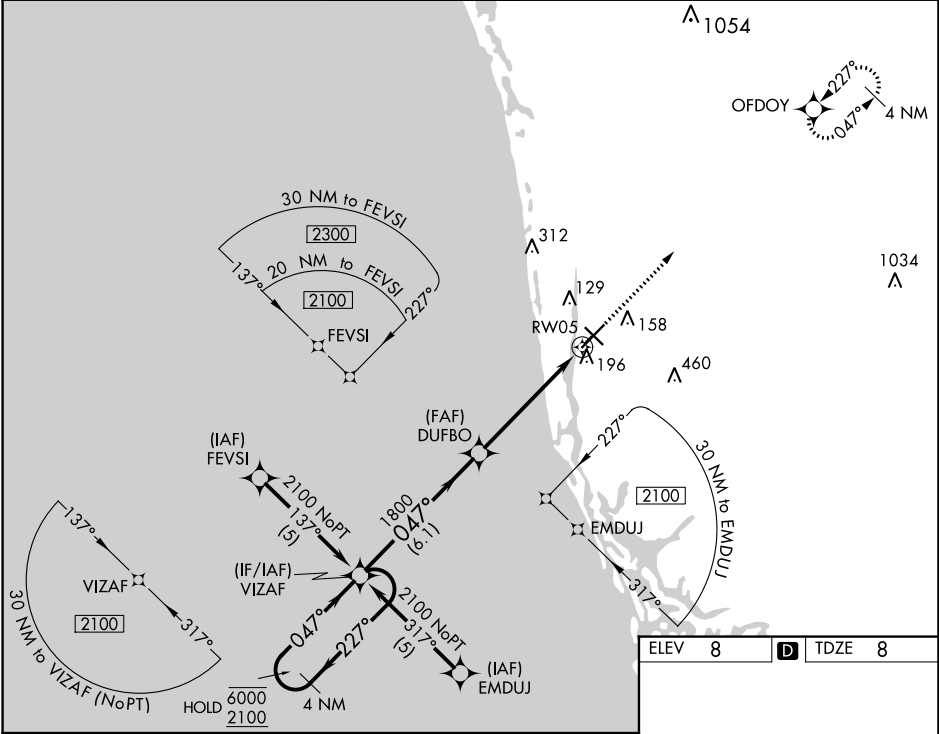 1054
OFDOY
227°
047°
4 NM
30 NM to FEVSI
2300
20 NM to FEVSI
2100
137°
227°
FEVSI
312
129
RW05
158
196
460
1034
(FAF)
DUFBO
(IAF)
FEVSI
2100 NoPT
137°
(5)
1800
047°
(6.1)
227°
30 NM to EMDUJ
2100
EMDUJ
317°
137°
VIZAF
2100
317°
30 NM to VIZAF (NoPT)
(IF/IAF)
VIZAF
2100 NoPT
317°
(5)
047°
227°
(IAF)
EMDUJ
HOLD
6000
2100
4 NM
ELEV 8 D TDZE 8